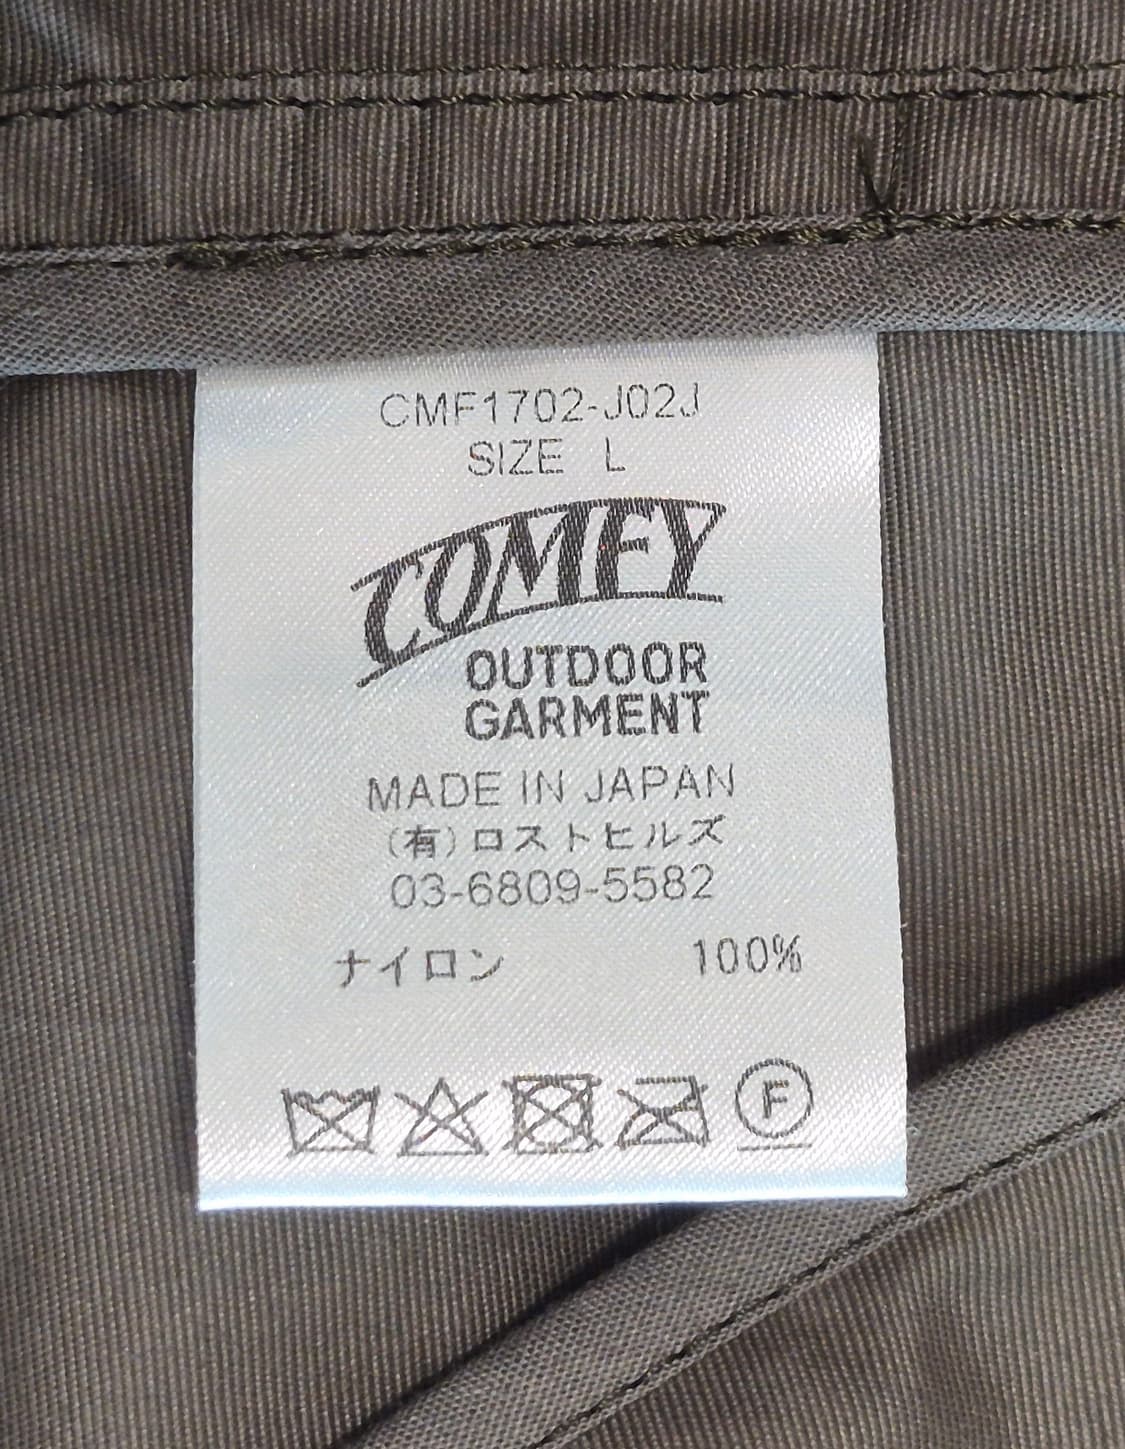 CMF1702-J02J
SIZE L
COMFY
OUTDOOR
GARMENT
MADE IN JAPAN
(有)ロストヒルズ
03-6809-5582
ナイロン 100%
F